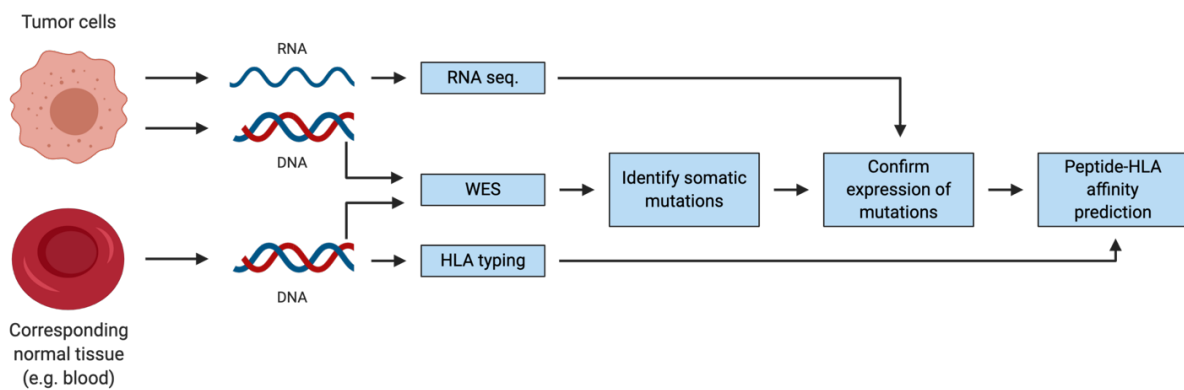 Tumor cells
RNA
RNA seq.
DNA
WES
Identify somatic
mutations
Confirm
expression of
mutations
Peptide-HLA
affinity
prediction
HLA typing
DNA
Corresponding
normal tissue
(e.g. blood)